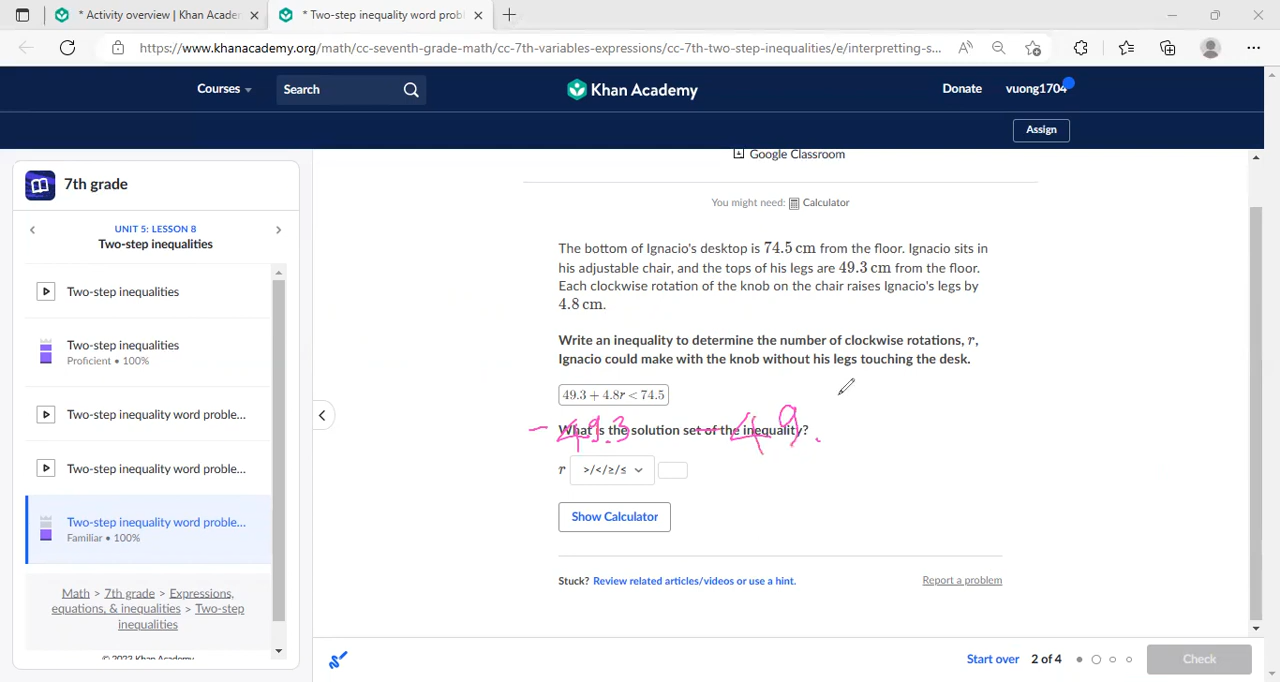 * Activity overview | Khan Acader
* Two-step inequality word probl
https://www.khanacademy.org/math/cc-seventh-grade-math/cc-7th-variables-expressions/cc-7th-two-step-inequalities/e/interpretting-s...
Courses
Search
Khan Academy
Donate
vuong1704
Assign
7th grade
UNIT 5: LESSON 8
Two-step inequalities
Two-step inequalities
Two-step inequalities
Proficient • 100%
Two-step inequality word proble...
Two-step inequality word proble...
Two-step inequality word proble...
Familiar • 100%
Math > 7th grade > Expressions,
equations, & inequalities > Two-step
inequalities
© 2023 Khan Academy
Google Classroom
You might need: Calculator
The bottom of Ignacio's desktop is 74.5 cm from the floor. Ignacio sits in
his adjustable chair, and the tops of his legs are 49.3 cm from the floor.
Each clockwise rotation of the knob on the chair raises Ignacio's legs by
4.8 cm.
Write an inequality to determine the number of clockwise rotations, r,
Ignacio could make with the knob without his legs touching the desk.
49.3 + 4.8r < 74.5
- 49.3 - 49.
What is the solution set of the inequality?
r >/</≥/≤
Show Calculator
Stuck? Review related articles/videos or use a hint.
Report a problem
Start over 2 of 4
Check